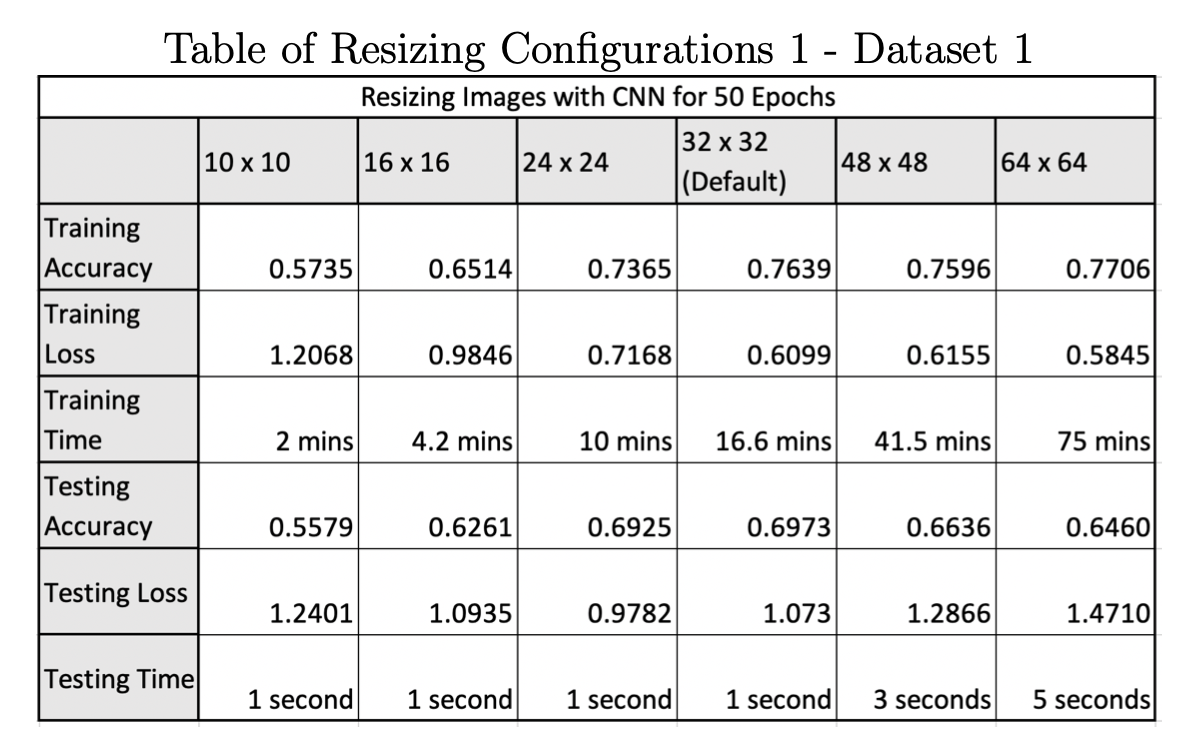 Table of Resizing Configurations 1 - Dataset 1
Resizing Images with CNN for 50 Epochs
10 x 10 16 x 16 24 x 24 32 x 32 (Default) 48 x 48 64 x 64
Training Accuracy 0.5735 0.6514 0.7365 0.7639 0.7596 0.7706
Training Loss 1.2068 0.9846 0.7168 0.6099 0.6155 0.5845
Training Time 2 mins 4.2 mins 10 mins 16.6 mins 41.5 mins 75 mins
Testing Accuracy 0.5579 0.6261 0.6925 0.6973 0.6636 0.6460
Testing Loss 1.2401 1.0935 0.9782 1.073 1.2866 1.4710
Testing Time 1 second 1 second 1 second 1 second 3 seconds 5 seconds